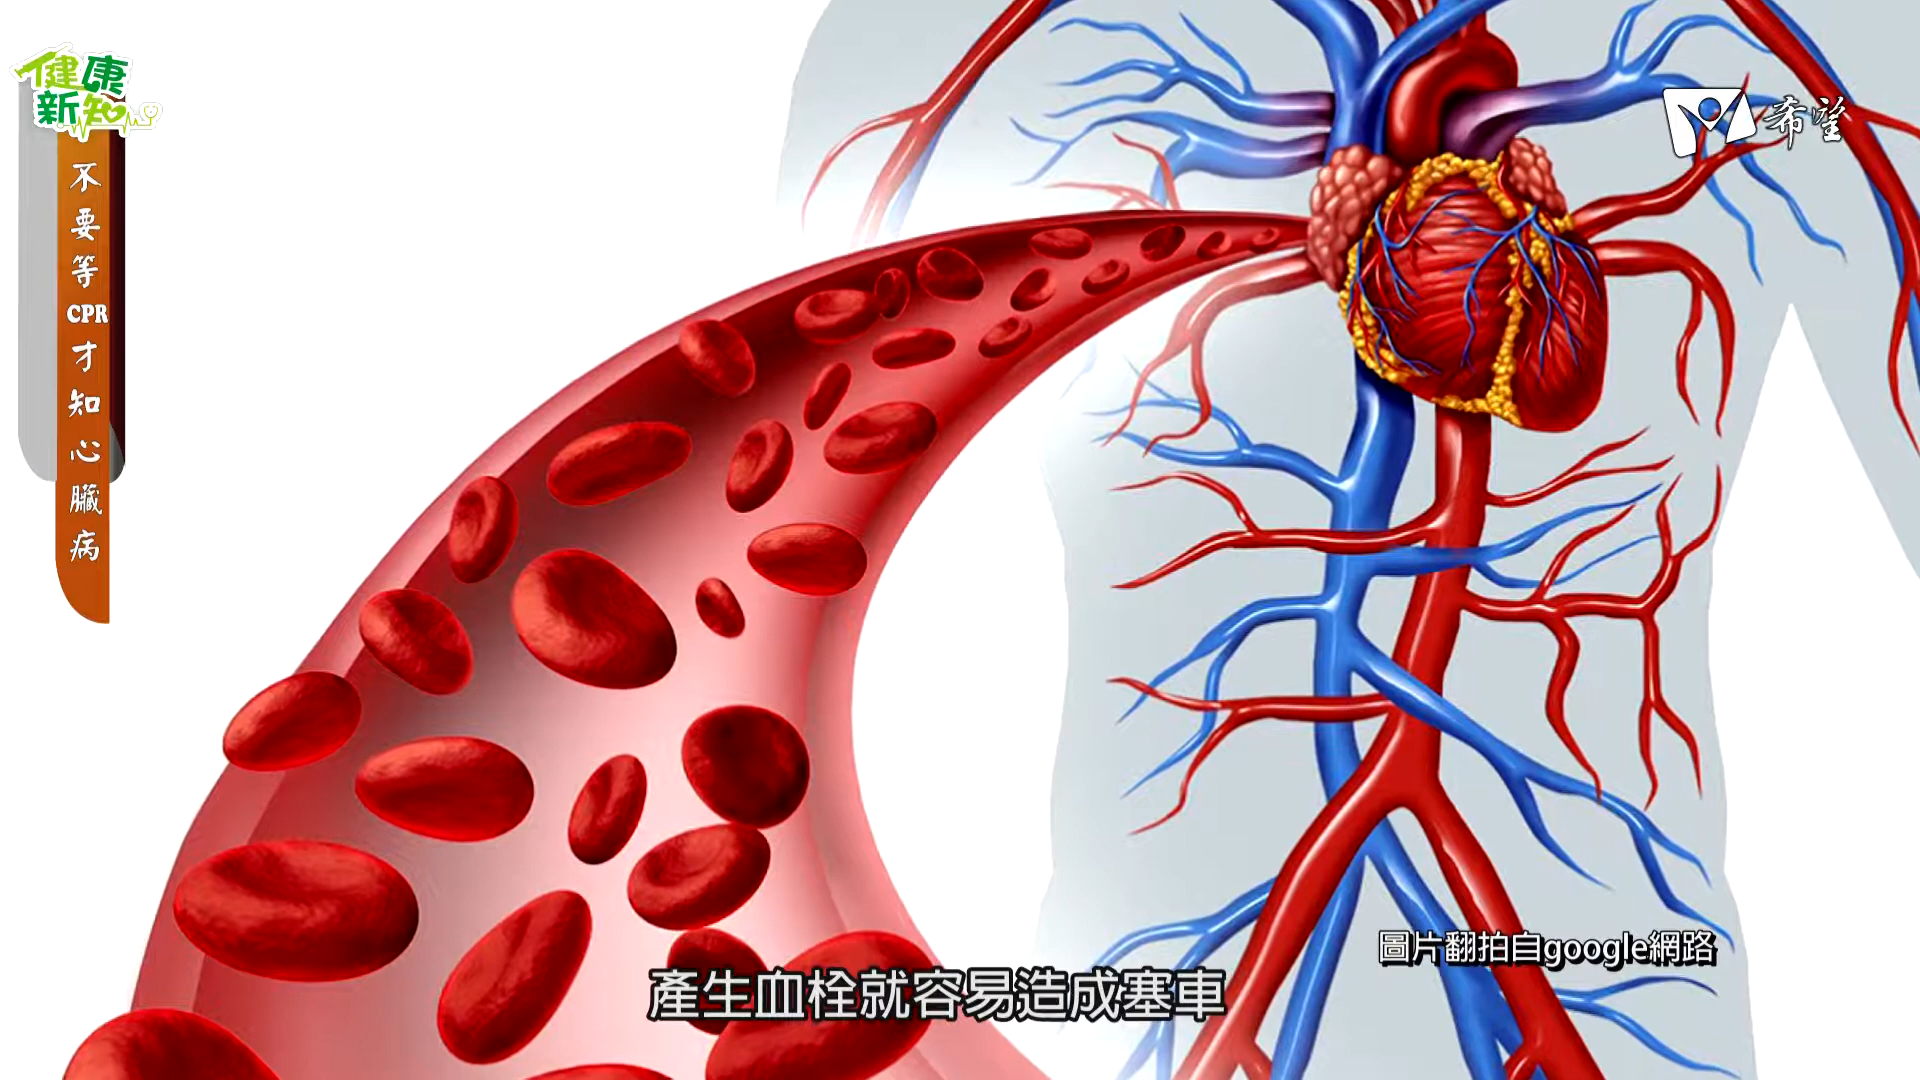 健康
新知
不要等CPR才知心臟病
希望
圖片翻拍自google網路
產生血栓就容易造成塞車